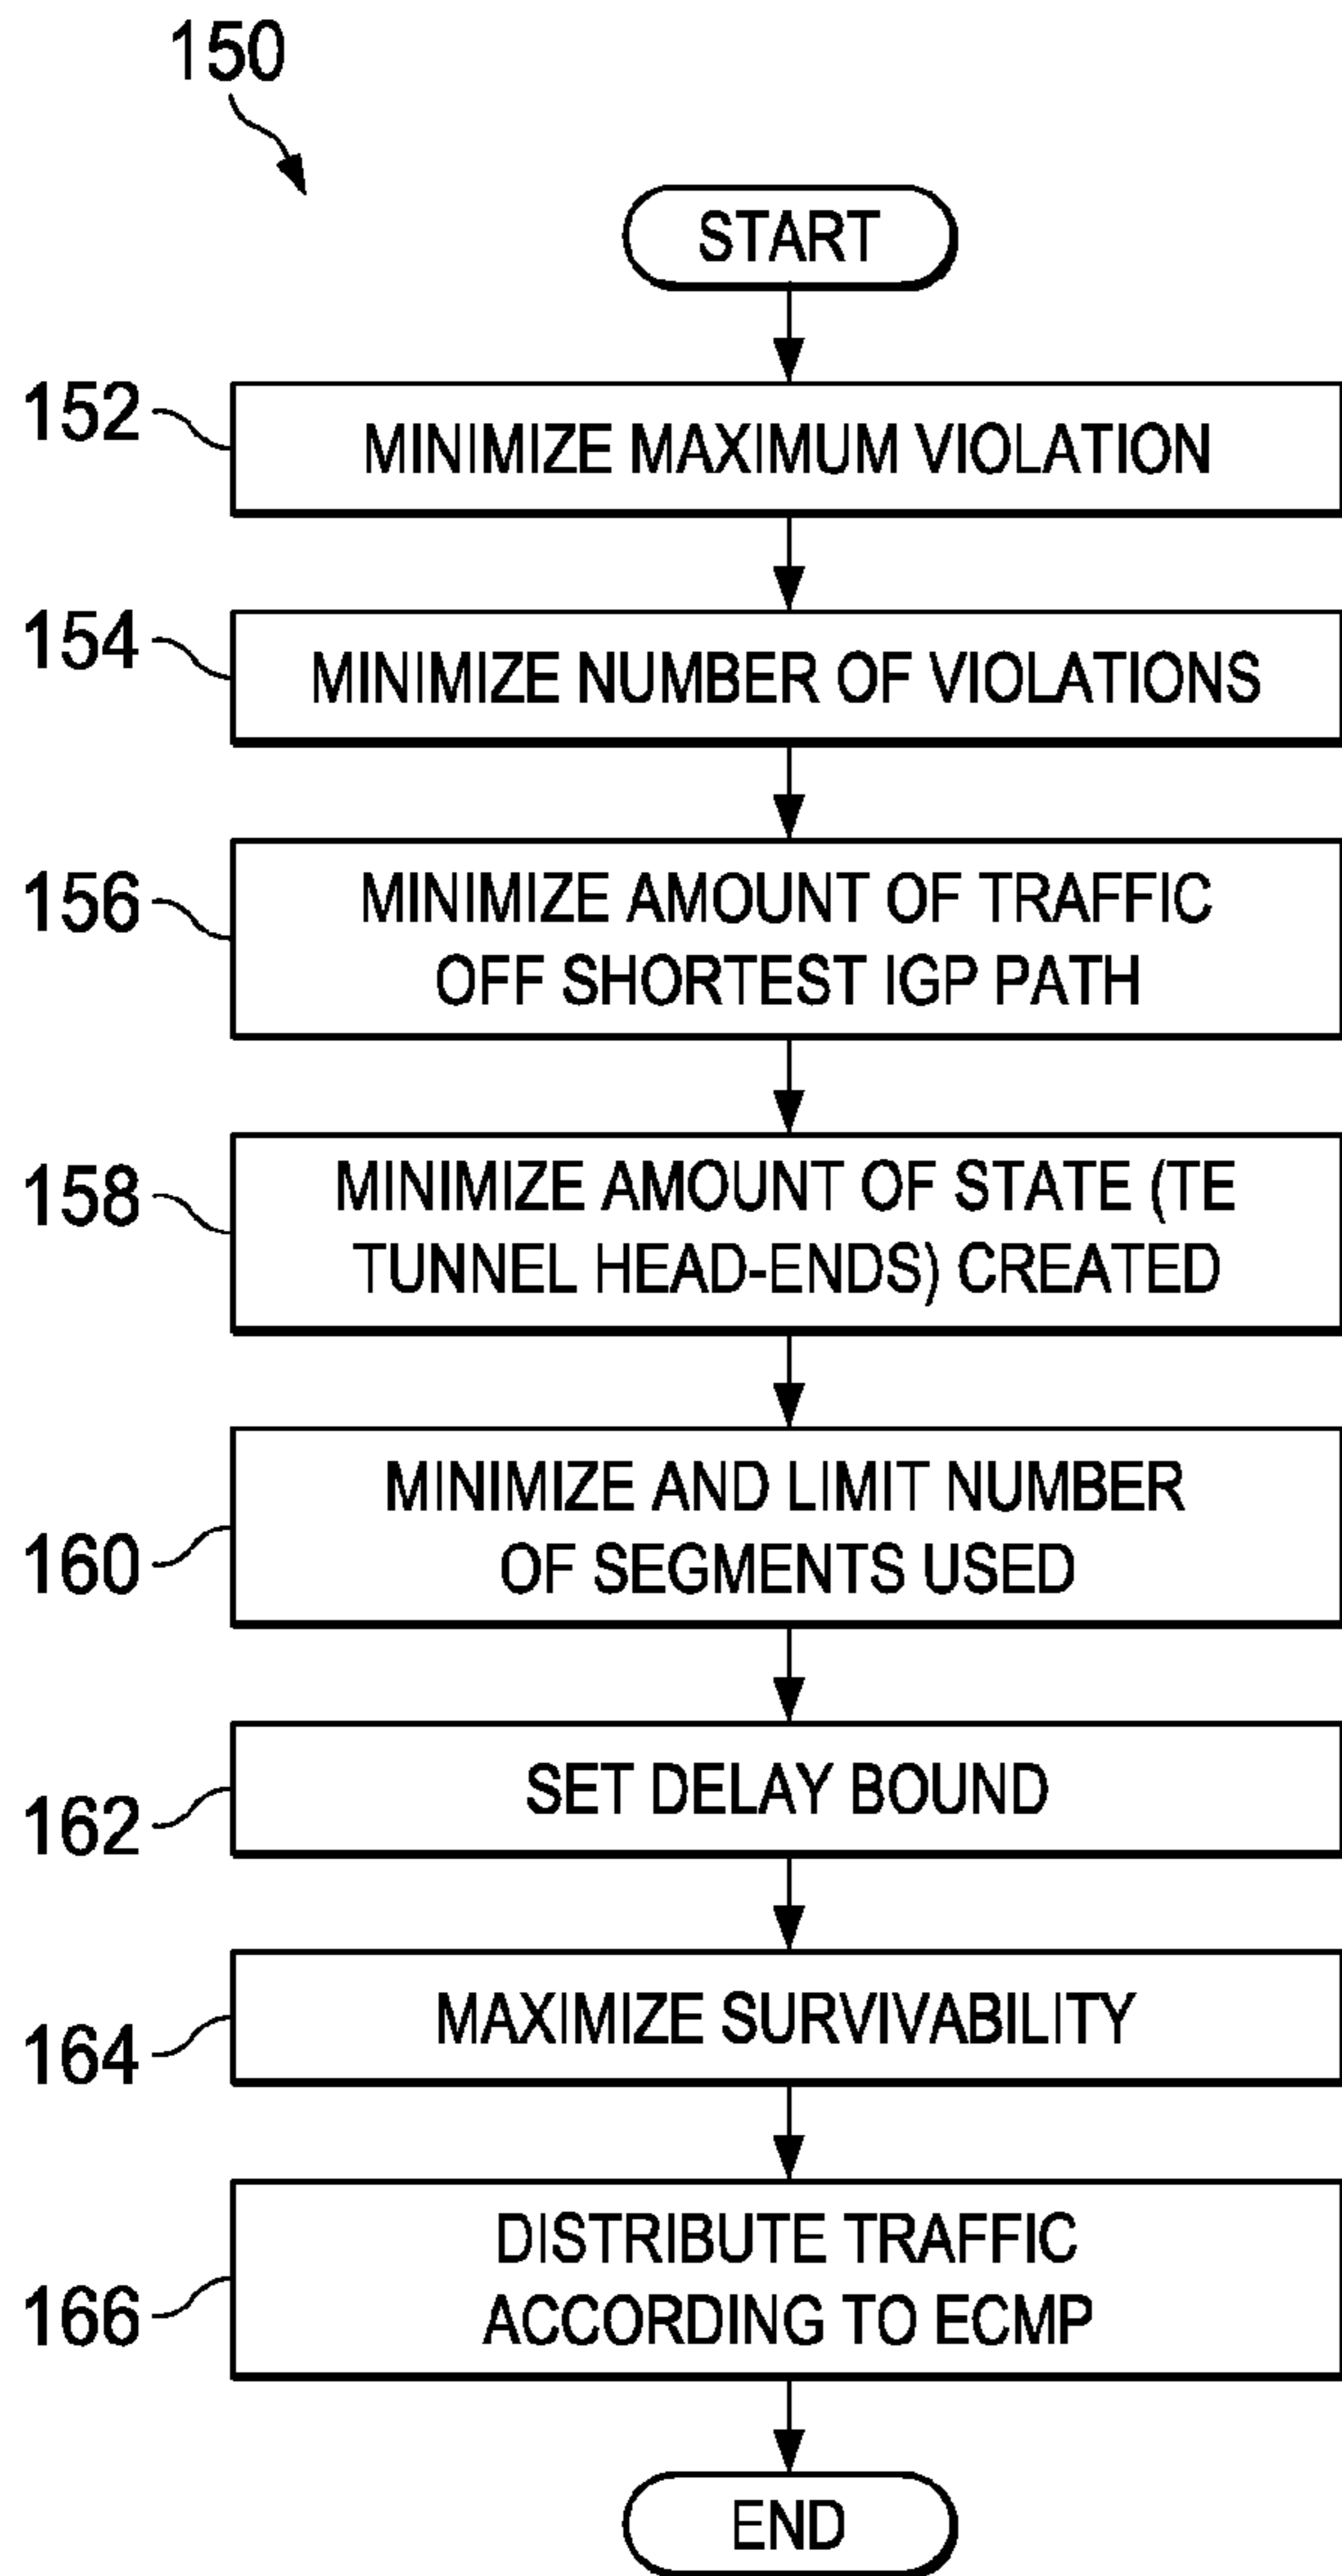 150
START
152
MINIMIZE MAXIMUM VIOLATION
154
MINIMIZE NUMBER OF VIOLATIONS
156
MINIMIZE AMOUNT OF TRAFFIC
OFF SHORTEST IGP PATH
158
MINIMIZE AMOUNT OF STATE (TE
TUNNEL HEAD-ENDS) CREATED
160
MINIMIZE AND LIMIT NUMBER
OF SEGMENTS USED
162
SET DELAY BOUND
164
MAXIMIZE SURVIVABILITY
166
DISTRIBUTE TRAFFIC
ACCORDING TO ECMP
END